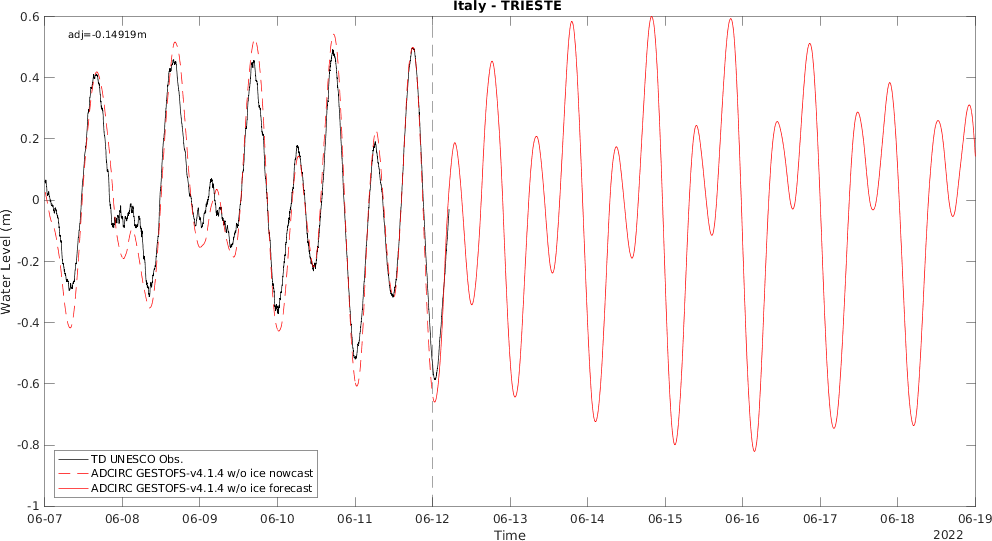 Italy - TRIESTE
adj=-0.14919m
0.6
0.4
0.2
0
-0.2
-0.4
-0.6
-0.8
-1
Water Level (m)
TD UNESCO Obs.
ADCIRC GESTOFS-v4.1.4 w/o ice nowcast
ADCIRC GESTOFS-v4.1.4 w/o ice forecast
06-07 06-08 06-09 06-10 06-11 06-12 06-13 06-14 06-15 06-16 06-17 06-18 06-19
Time
2022